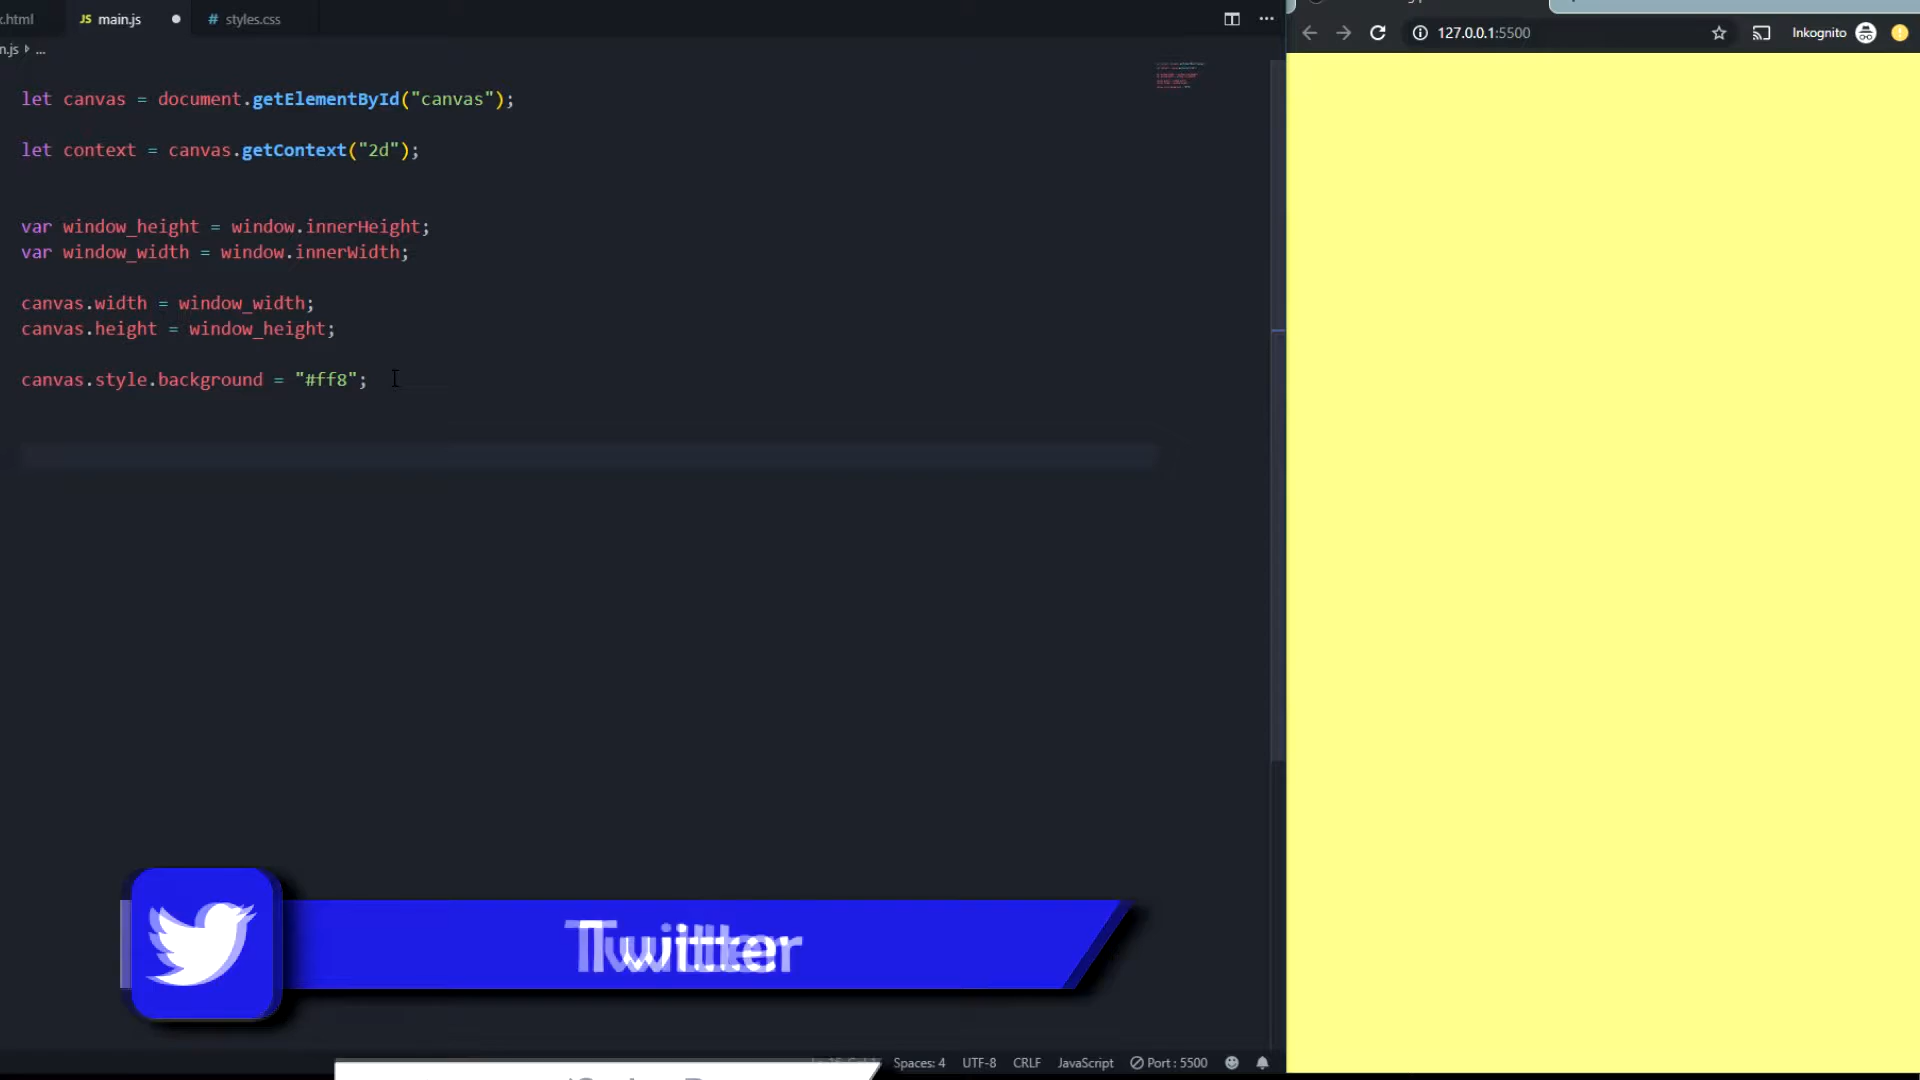 .html
JS main.js
# styles.css
n.js ...
127.0.0.1:5500
Inkognito
let canvas = document.getElementById("canvas");
let context = canvas.getContext("2d");
var window_height = window.innerHeight;
var window_width = window.innerWidth;
canvas.width = window_width;
canvas.height = window_height;
canvas.style.background = "#ff8";
Twitter
Spaces: 4
UTF-8
CRLF
JavaScript
Port : 5500